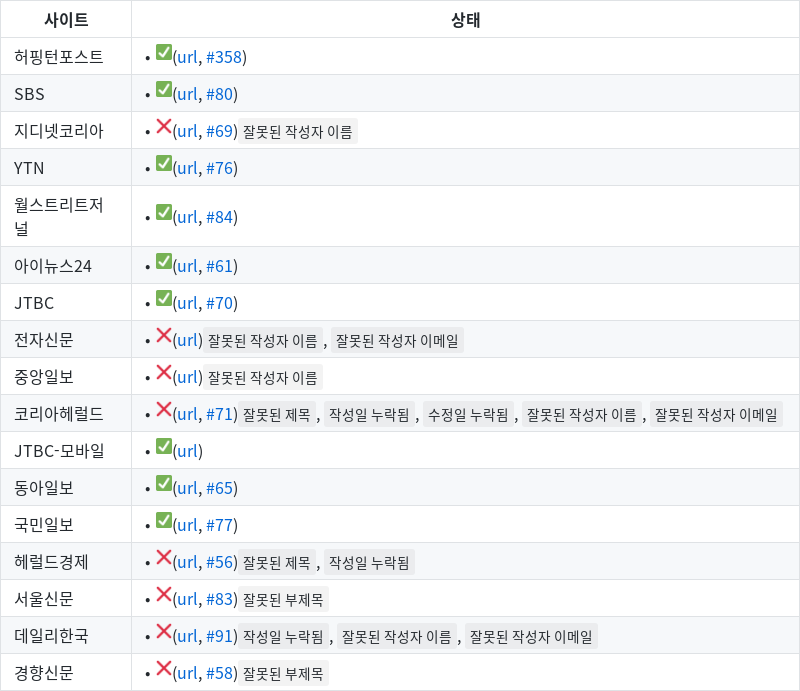 사이트 상태
허핑턴포스트 • ✅(url, #358)
SBS • ✅(url, #80)
지디넷코리아 • ❌(url, #69) 잘못된 작성자 이름
YTN • ✅(url, #76)
월스트리트저
널 • ✅(url, #84)
아이뉴스24 • ✅(url, #61)
JTBC • ✅(url, #70)
전자신문 • ❌(url) 잘못된 작성자 이름 , 잘못된 작성자 이메일
중앙일보 • ❌(url) 잘못된 작성자 이름
코리아헤럴드 • ❌(url, #71) 잘못된 제목 , 작성일 누락됨 , 수정일 누락됨 , 잘못된 작성자 이름 , 잘못된 작성자 이메일
JTBC-모바일 • ✅(url)
동아일보 • ✅(url, #65)
국민일보 • ✅(url, #77)
헤럴드경제 • ❌(url, #56) 잘못된 제목 , 작성일 누락됨
서울신문 • ❌(url, #83) 잘못된 부제목
데일리한국 • ❌(url, #91) 작성일 누락됨 , 잘못된 작성자 이름 , 잘못된 작성자 이메일
경향신문 • ❌(url, #58) 잘못된 부제목